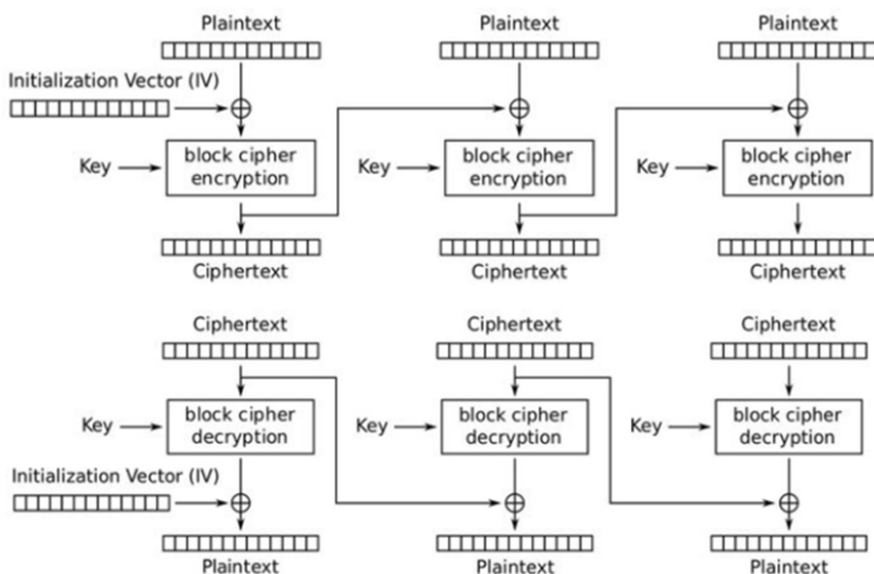 Plaintext Plaintext Plaintext
Initialization Vector (IV)
Key block cipher encryption Key block cipher encryption Key block cipher encryption
Ciphertext Ciphertext Ciphertext
Ciphertext Ciphertext Ciphertext
Key block cipher decryption Key block cipher decryption Key block cipher decryption
Initialization Vector (IV)
Plaintext Plaintext Plaintext